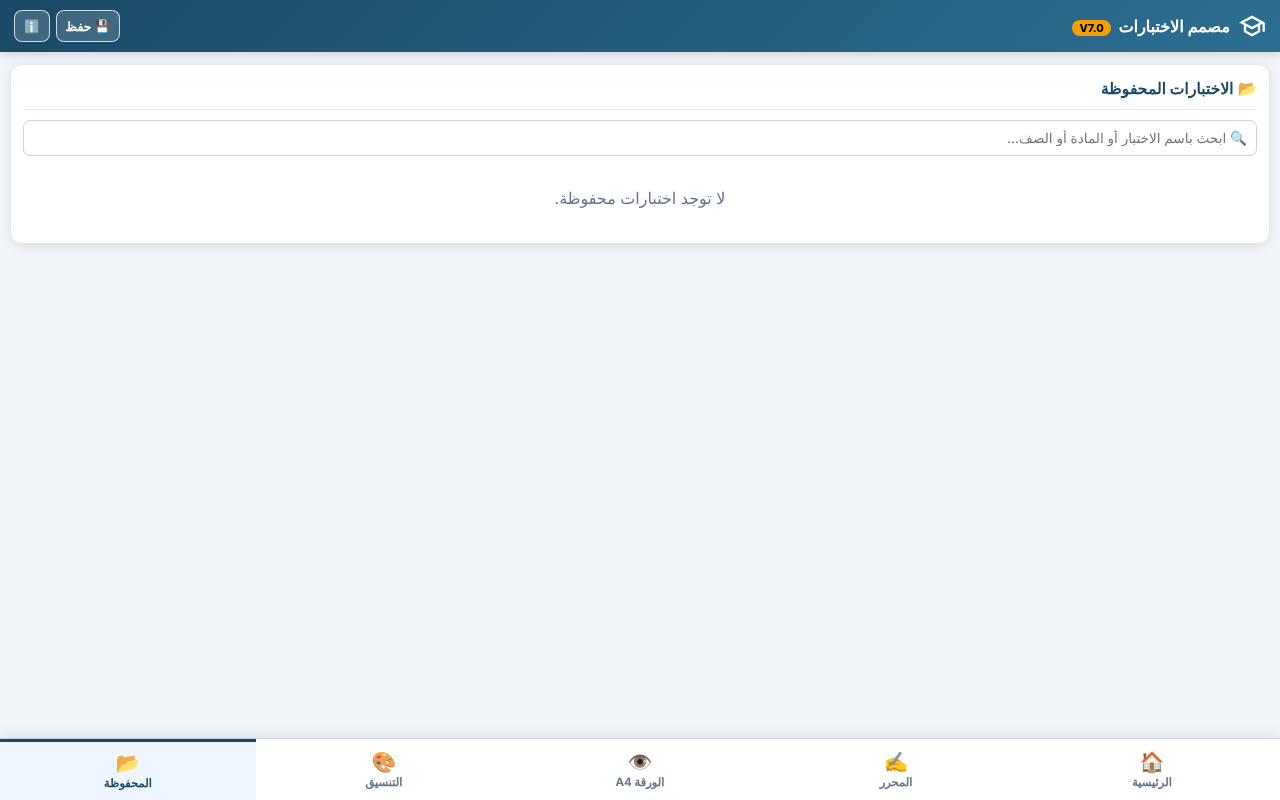 مصمم الاختبارات V7.0
💾 حفظ
ℹ️
📂 الاختبارات المحفوظة
🔍 ابحث باسم الاختبار أو المادة أو الصف...
لا توجد اختبارات محفوظة.
🏠 الرئيسية
✍️ المحرر
👁️ الورقة A4
🎨 التنسيق
📂 المحفوظة